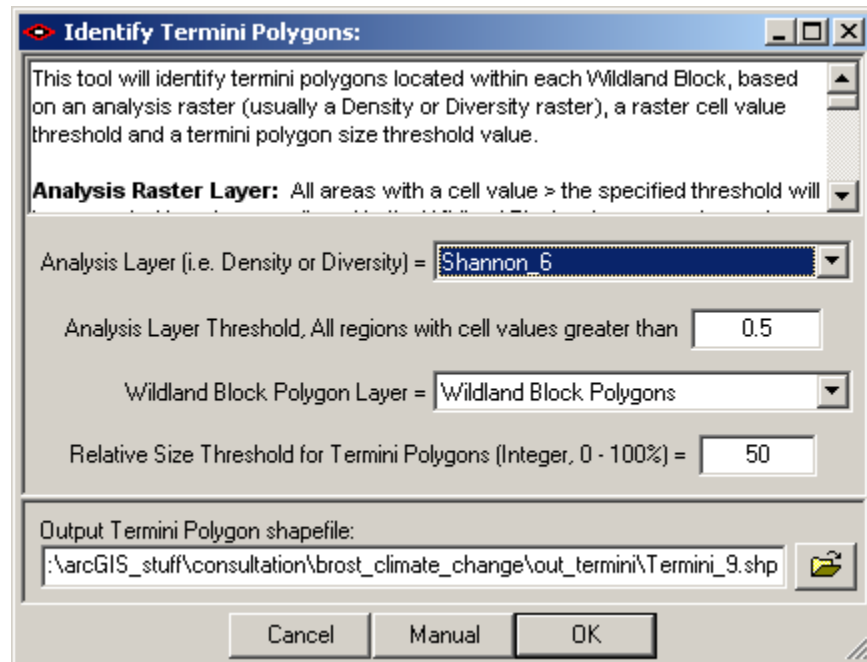 Identify Termini Polygons:
This tool will identify termini polygons located within each Wildland Block, based
on an analysis raster (usually a Density or Diversity raster), a raster cell value
threshold and a termini polygon size threshold value.
Analysis Raster Layer: All areas with a cell value > the specified threshold will
Analysis Layer (i.e. Density or Diversity) = Shannon_6
Analysis Layer Threshold, All regions with cell values greater than 0.5
Wildland Block Polygon Layer = Wildland Block Polygons
Relative Size Threshold for Termini Polygons (Integer, 0 - 100%) = 50
Output Termini Polygon shapefile:
:\arcGIS_stuff\consultation\brost_climate_change\out_termini\Termini_9.shp
Cancel Manual OK